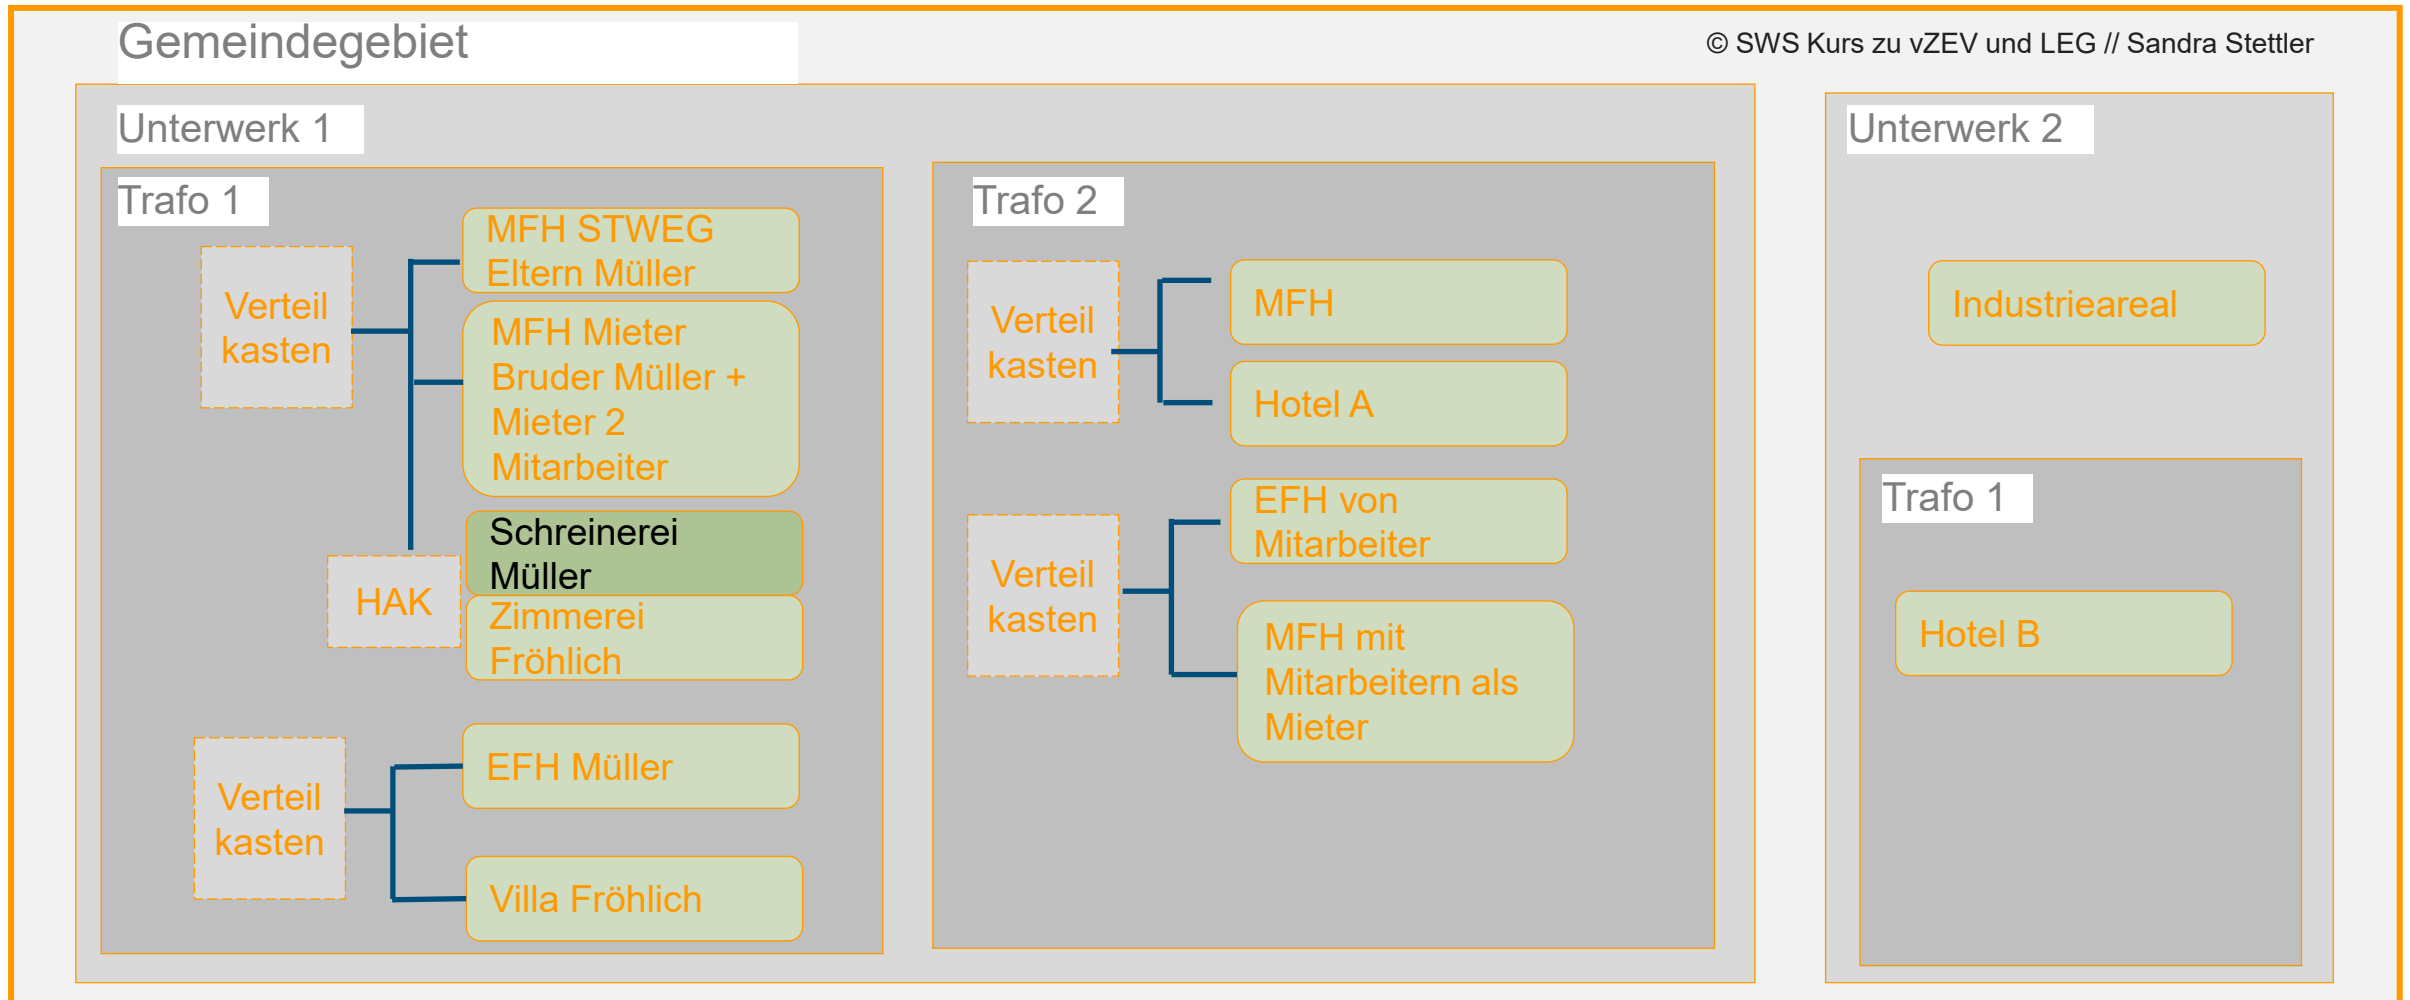 Gemeindegebiet
© SWS Kurs zu vZEV und LEG // Sandra Stettler
Unterwerk 1
Trafo 1
Verteil
kasten
MFH STWEG
Eltern Müller
MFH Mieter
Bruder Müller +
Mieter 2
Mitarbeiter
HAK
Schreinerei
Müller
Zimmerei
Fröhlich
Verteil
kasten
EFH Müller
Villa Fröhlich
Trafo 2
Verteil
kasten
MFH
Hotel A
Verteil
kasten
EFH von
Mitarbeiter
MFH mit
Mitarbeitern als
Mieter
Unterwerk 2
Industrieareal
Trafo 1
Hotel B